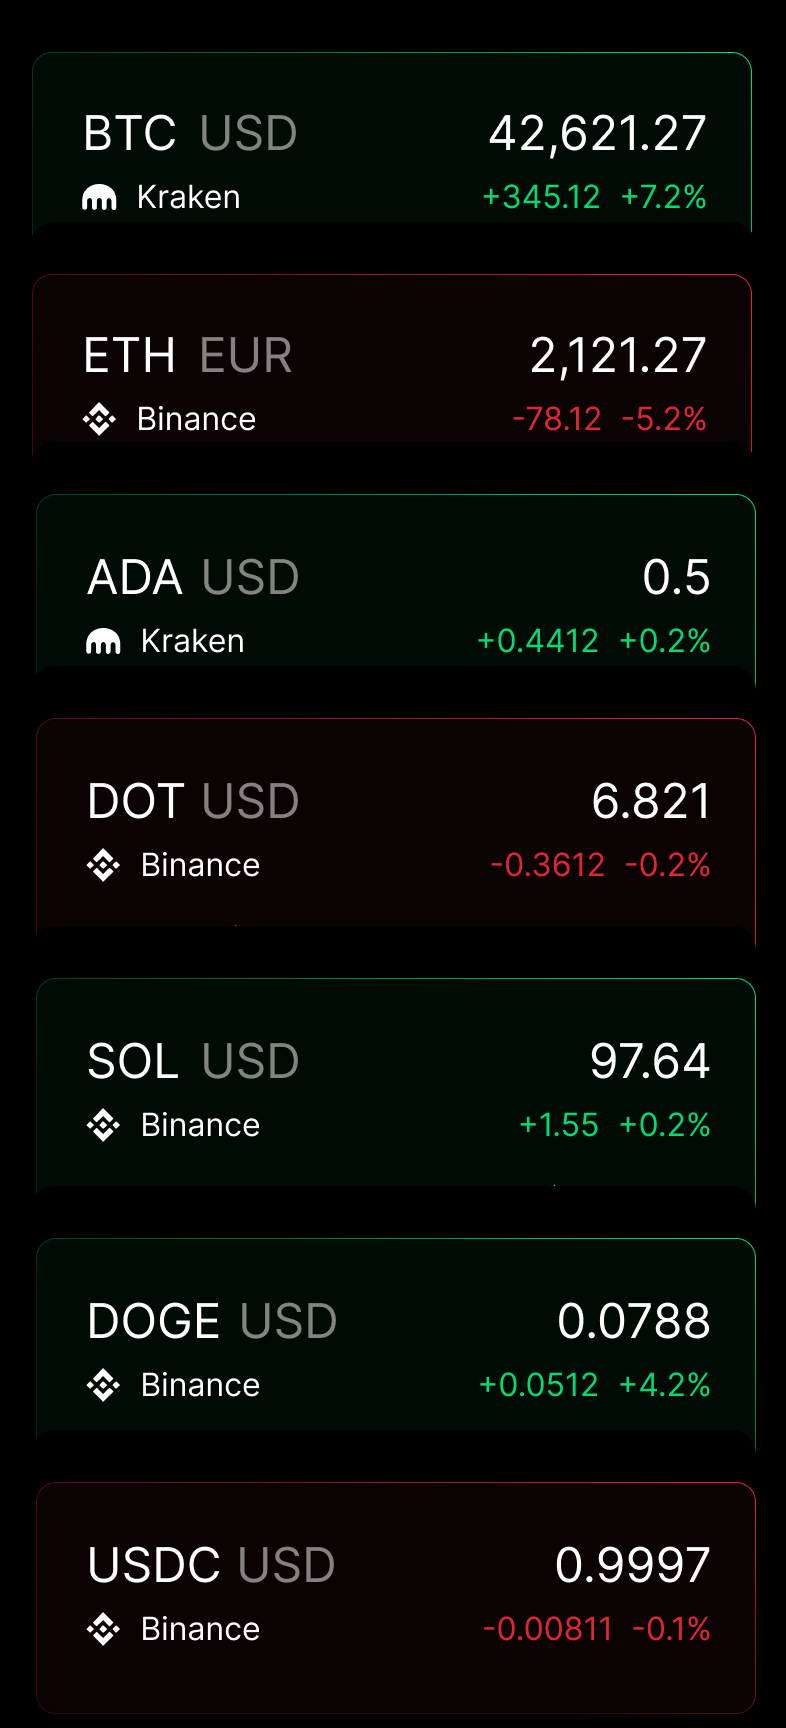 BTC USD 42,621.27
Kraken +345.12 +7.2%
ETH EUR 2,121.27
Binance -78.12 -5.2%
ADA USD 0.5
Kraken +0.4412 +0.2%
DOT USD 6.821
Binance -0.3612 -0.2%
SOL USD 97.64
Binance +1.55 +0.2%
DOGE USD 0.0788
Binance +0.0512 +4.2%
USDC USD 0.9997
Binance -0.00811 -0.1%